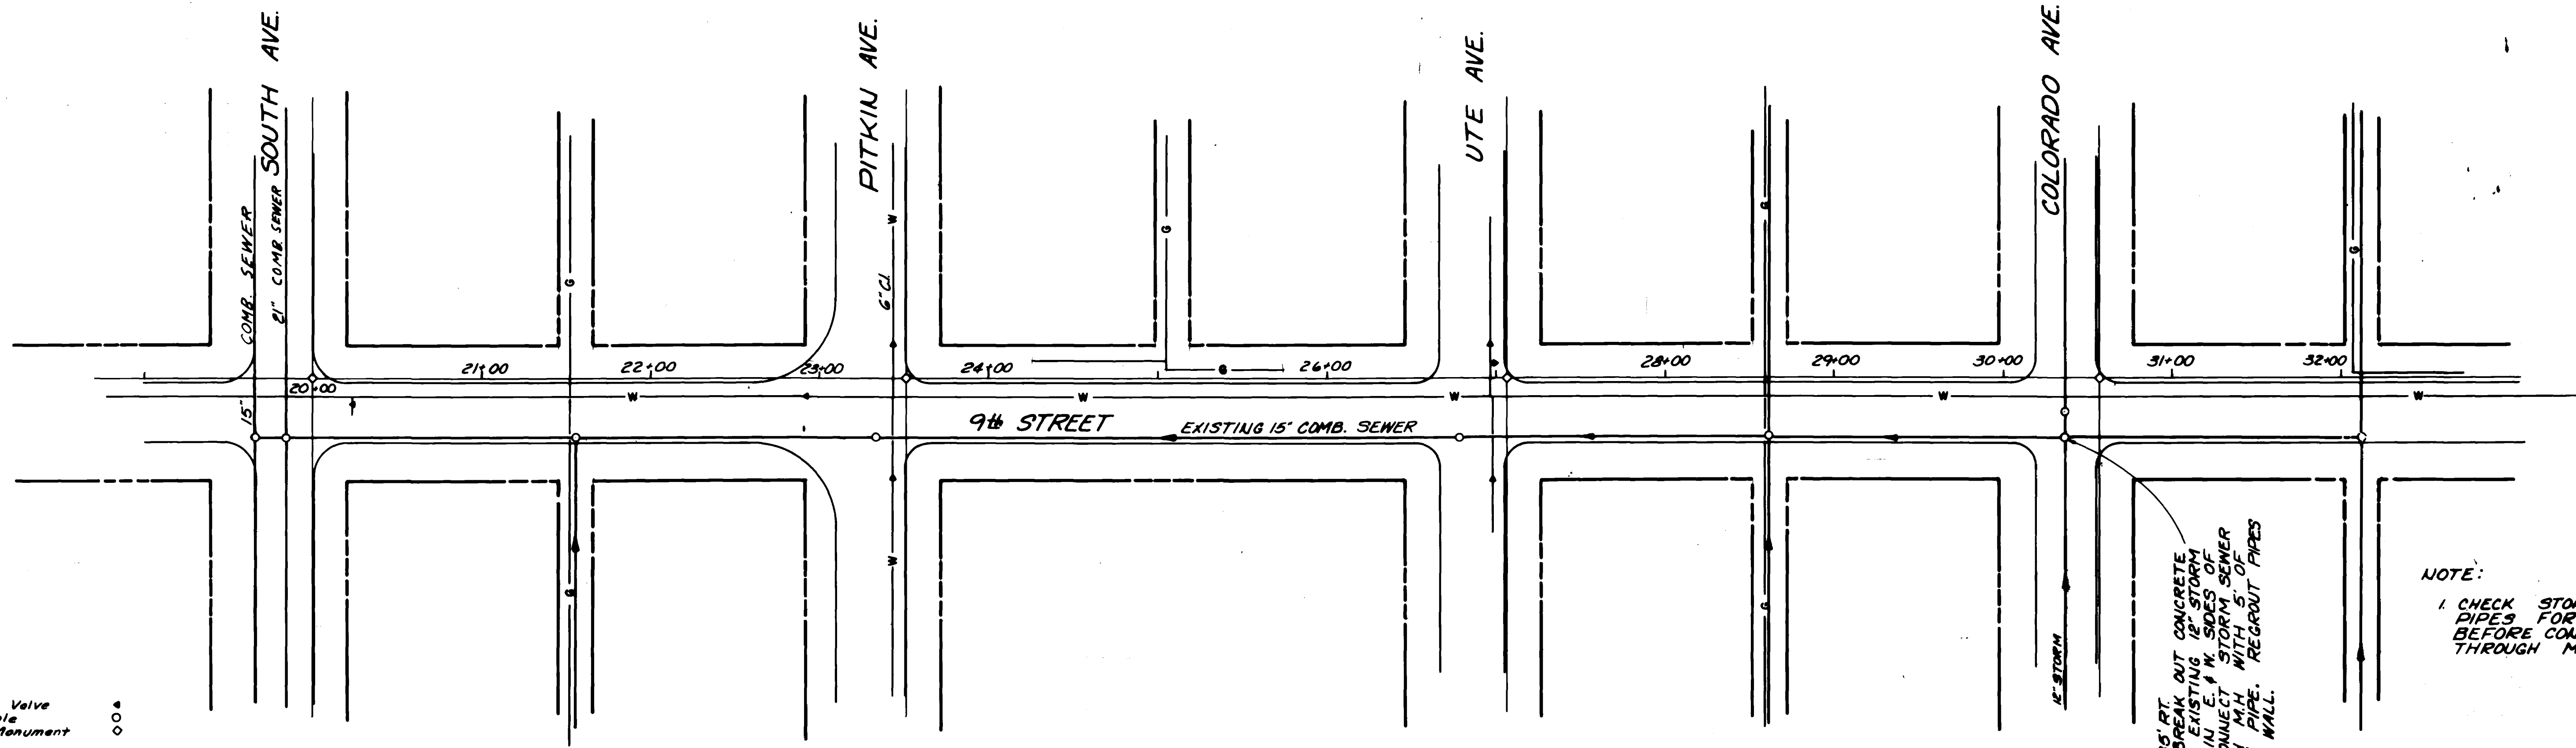 SOUTH AVE.
PITKIN AVE.
UTE AVE.
COLORADO AVE.
COMB. SEWER
15"
21" COMB. SEWER
G
W
6" C.I.
G
G
G
20+00
21+00
22+00
23+00
24+00
G
26+00
28+00
29+00
30+00
31+00
32+00
W
W
W
W
W
9th STREET
EXISTING 15" COMB. SEWER
G
W
G
12" STORM
15' RT.
BREAK OUT CONCRETE
EXISTING 12" STORM
IN E. & W. SIDES OF
CONNECT STORM SEWER
M.H WITH 5' OF
PIPE. REGROUT PIPES
WALL.
NOTE:
1. CHECK
PIPES FOR
BEFORE
THROUGH
Valve
Monument